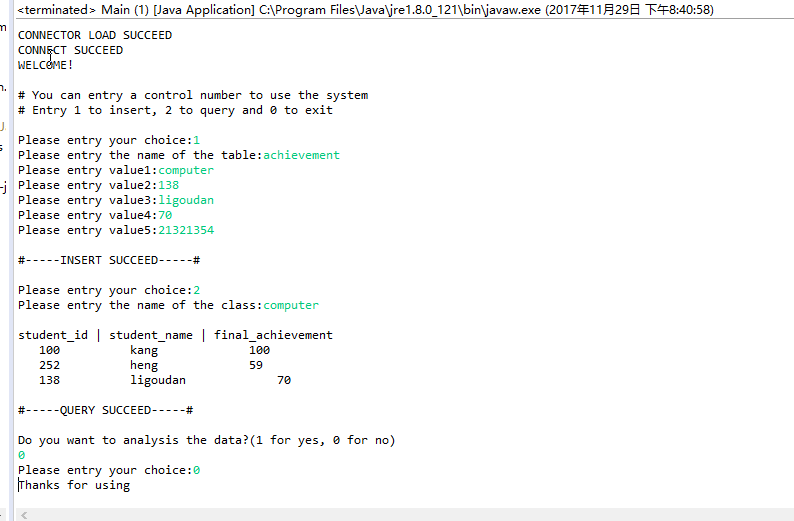 <terminated> Main (1) [Java Application] C:\Program Files\Java\jre1.8.0_121\bin\javaw.exe (2017年11月29日 下午8:40:58)
CONNECTOR LOAD SUCCEED
CONNECT SUCCEED
WELCOME!
# You can entry a control number to use the system
# Entry 1 to insert, 2 to query and 0 to exit
Please entry your choice:1
Please entry the name of the table:achievement
Please entry value1:computer
Please entry value2:138
Please entry value3:ligoudan
Please entry value4:70
Please entry value5:21321354
#-----INSERT SUCCEED-----#
Please entry your choice:2
Please entry the name of the class:computer
student_id | student_name | final_achievement
100 kang 100
252 heng 59
138 ligoudan 70
#-----QUERY SUCCEED-----#
Do you want to analysis the data?(1 for yes, 0 for no)
0
Please entry your choice:0
Thanks for using